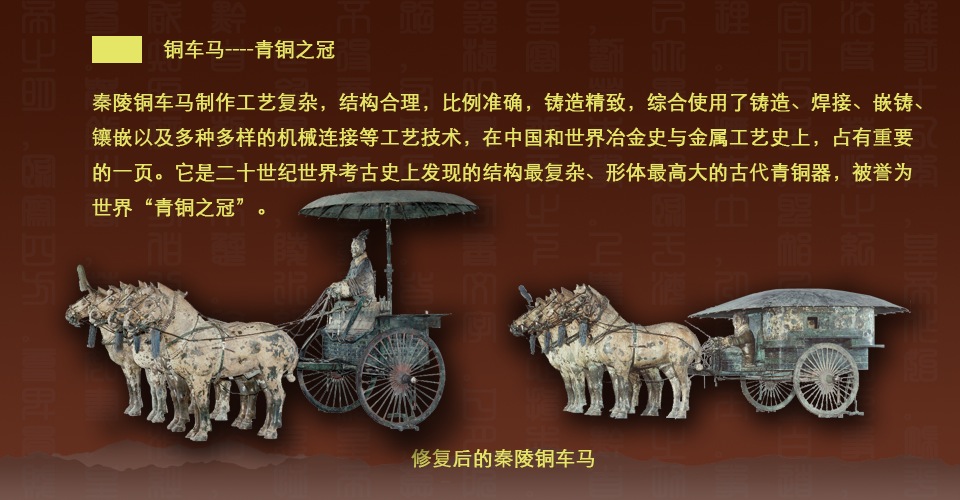 铜车马----青铜之冠
秦陵铜车马制作工艺复杂，结构合理，比例准确，铸造精致，综合使用了铸造、焊接、嵌铸、
镶嵌以及多种多样的机械连接等工艺技术，在中国和世界冶金史与金属工艺史上，占有重要
的一页。它是二十世纪世界考古史上发现的结构最复杂、形体最高大的古代青铜器，被誉为
世界“青铜之冠”。
修复后的秦陵铜车马